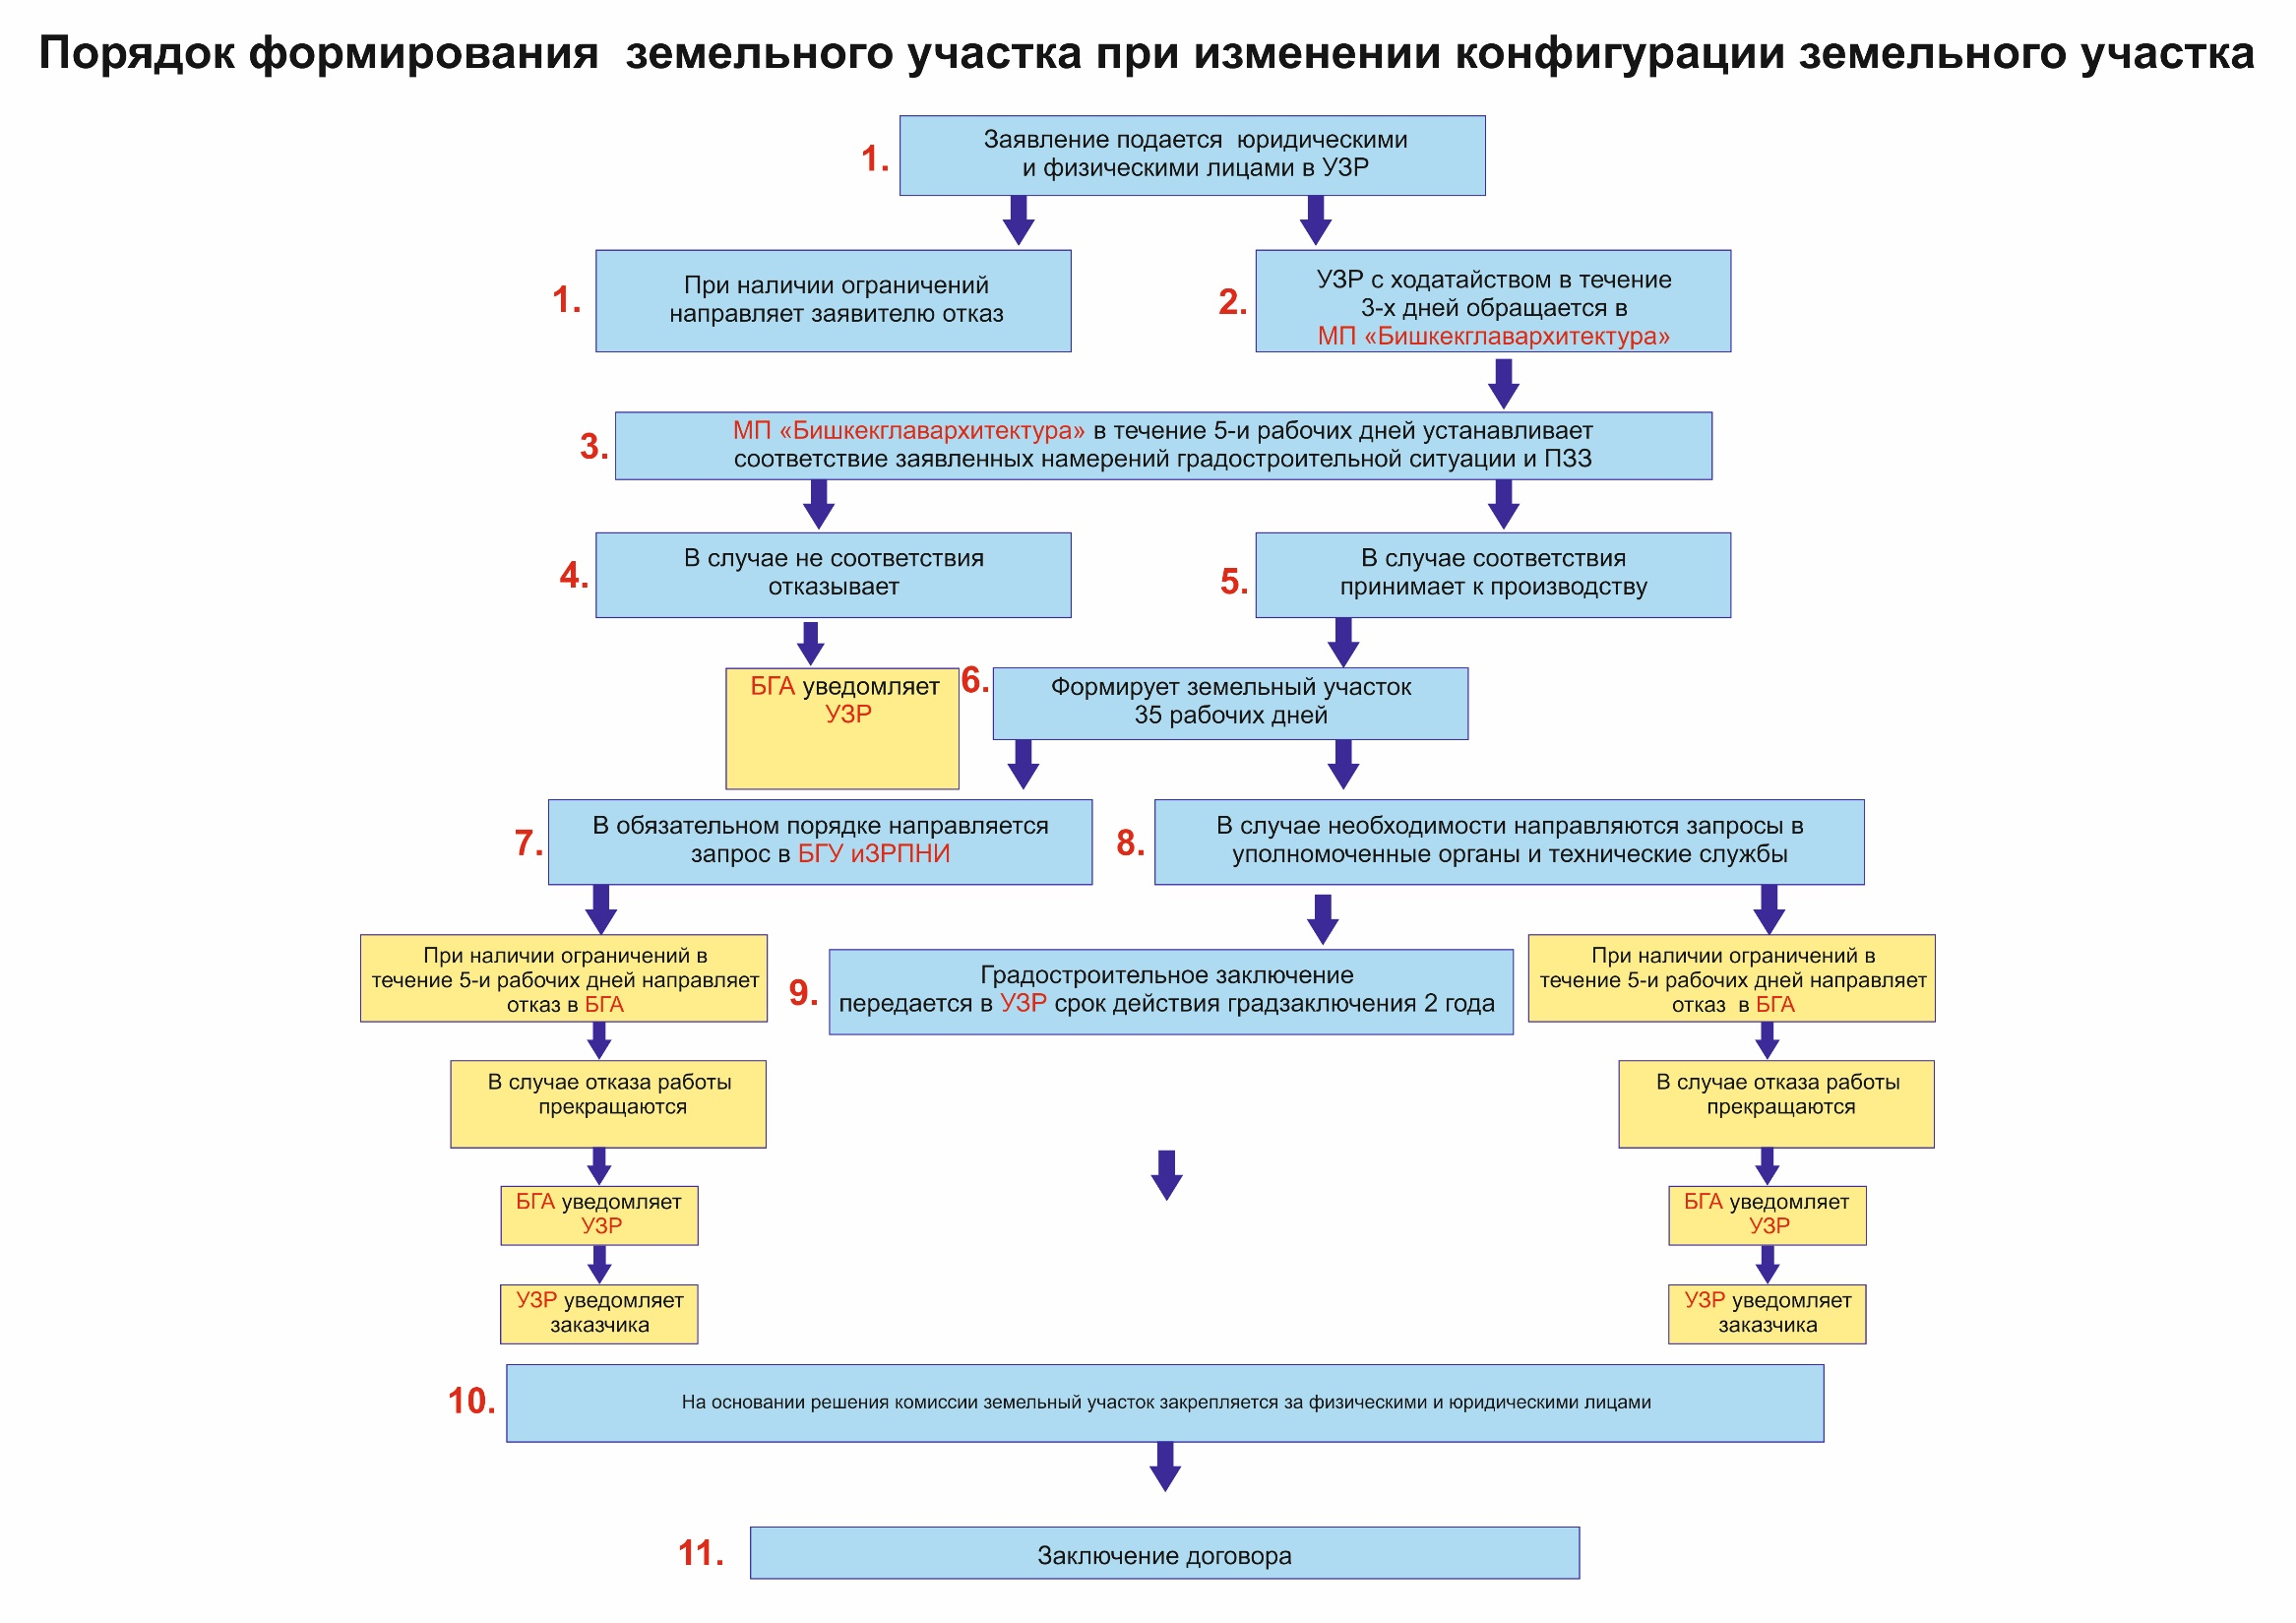 Порядок формирования земельного участка при изменении конфигурации земельного участка
1.
Заявление подается юридическими
и физическими лицами в УЗР
1.
При наличии ограничений
направляет заявителю отказ
2.
УЗР с ходатайством в течение
3-х дней обращается в
МП «Бишкекглавархитектура»
3.
МП «Бишкекглавархитектура» в течение 5-и рабочих дней устанавливает
соответствие заявленных намерений градостроительной ситуации и ПЗЗ
4.
В случае не соответствия
отказывает
5.
В случае соответствия
принимает к производству
БГА уведомляет
УЗР
6.
Формирует земельный участок
35 рабочих дней
7.
В обязательном порядке направляется
запрос в БГУ иЗРПНИ
8.
В случае необходимости направляются запросы в
уполномоченные органы и технические службы
При наличии ограничений в
течение 5-и рабочих дней направляет
отказ в БГА
9.
Градостроительное заключение
передается в УЗР срок действия градзаключения 2 года
При наличии ограничений в
течение 5-и рабочих дней направляет
отказ в БГА
В случае отказа работы
прекращаются
В случае отказа работы
прекращаются
БГА уведомляет
УЗР
БГА уведомляет
УЗР
УЗР уведомляет
заказчика
УЗР уведомляет
заказчика
10.
На основании решения комиссии земельный участок закрепляется за физическими и юридическими лицами
11.
Заключение договора